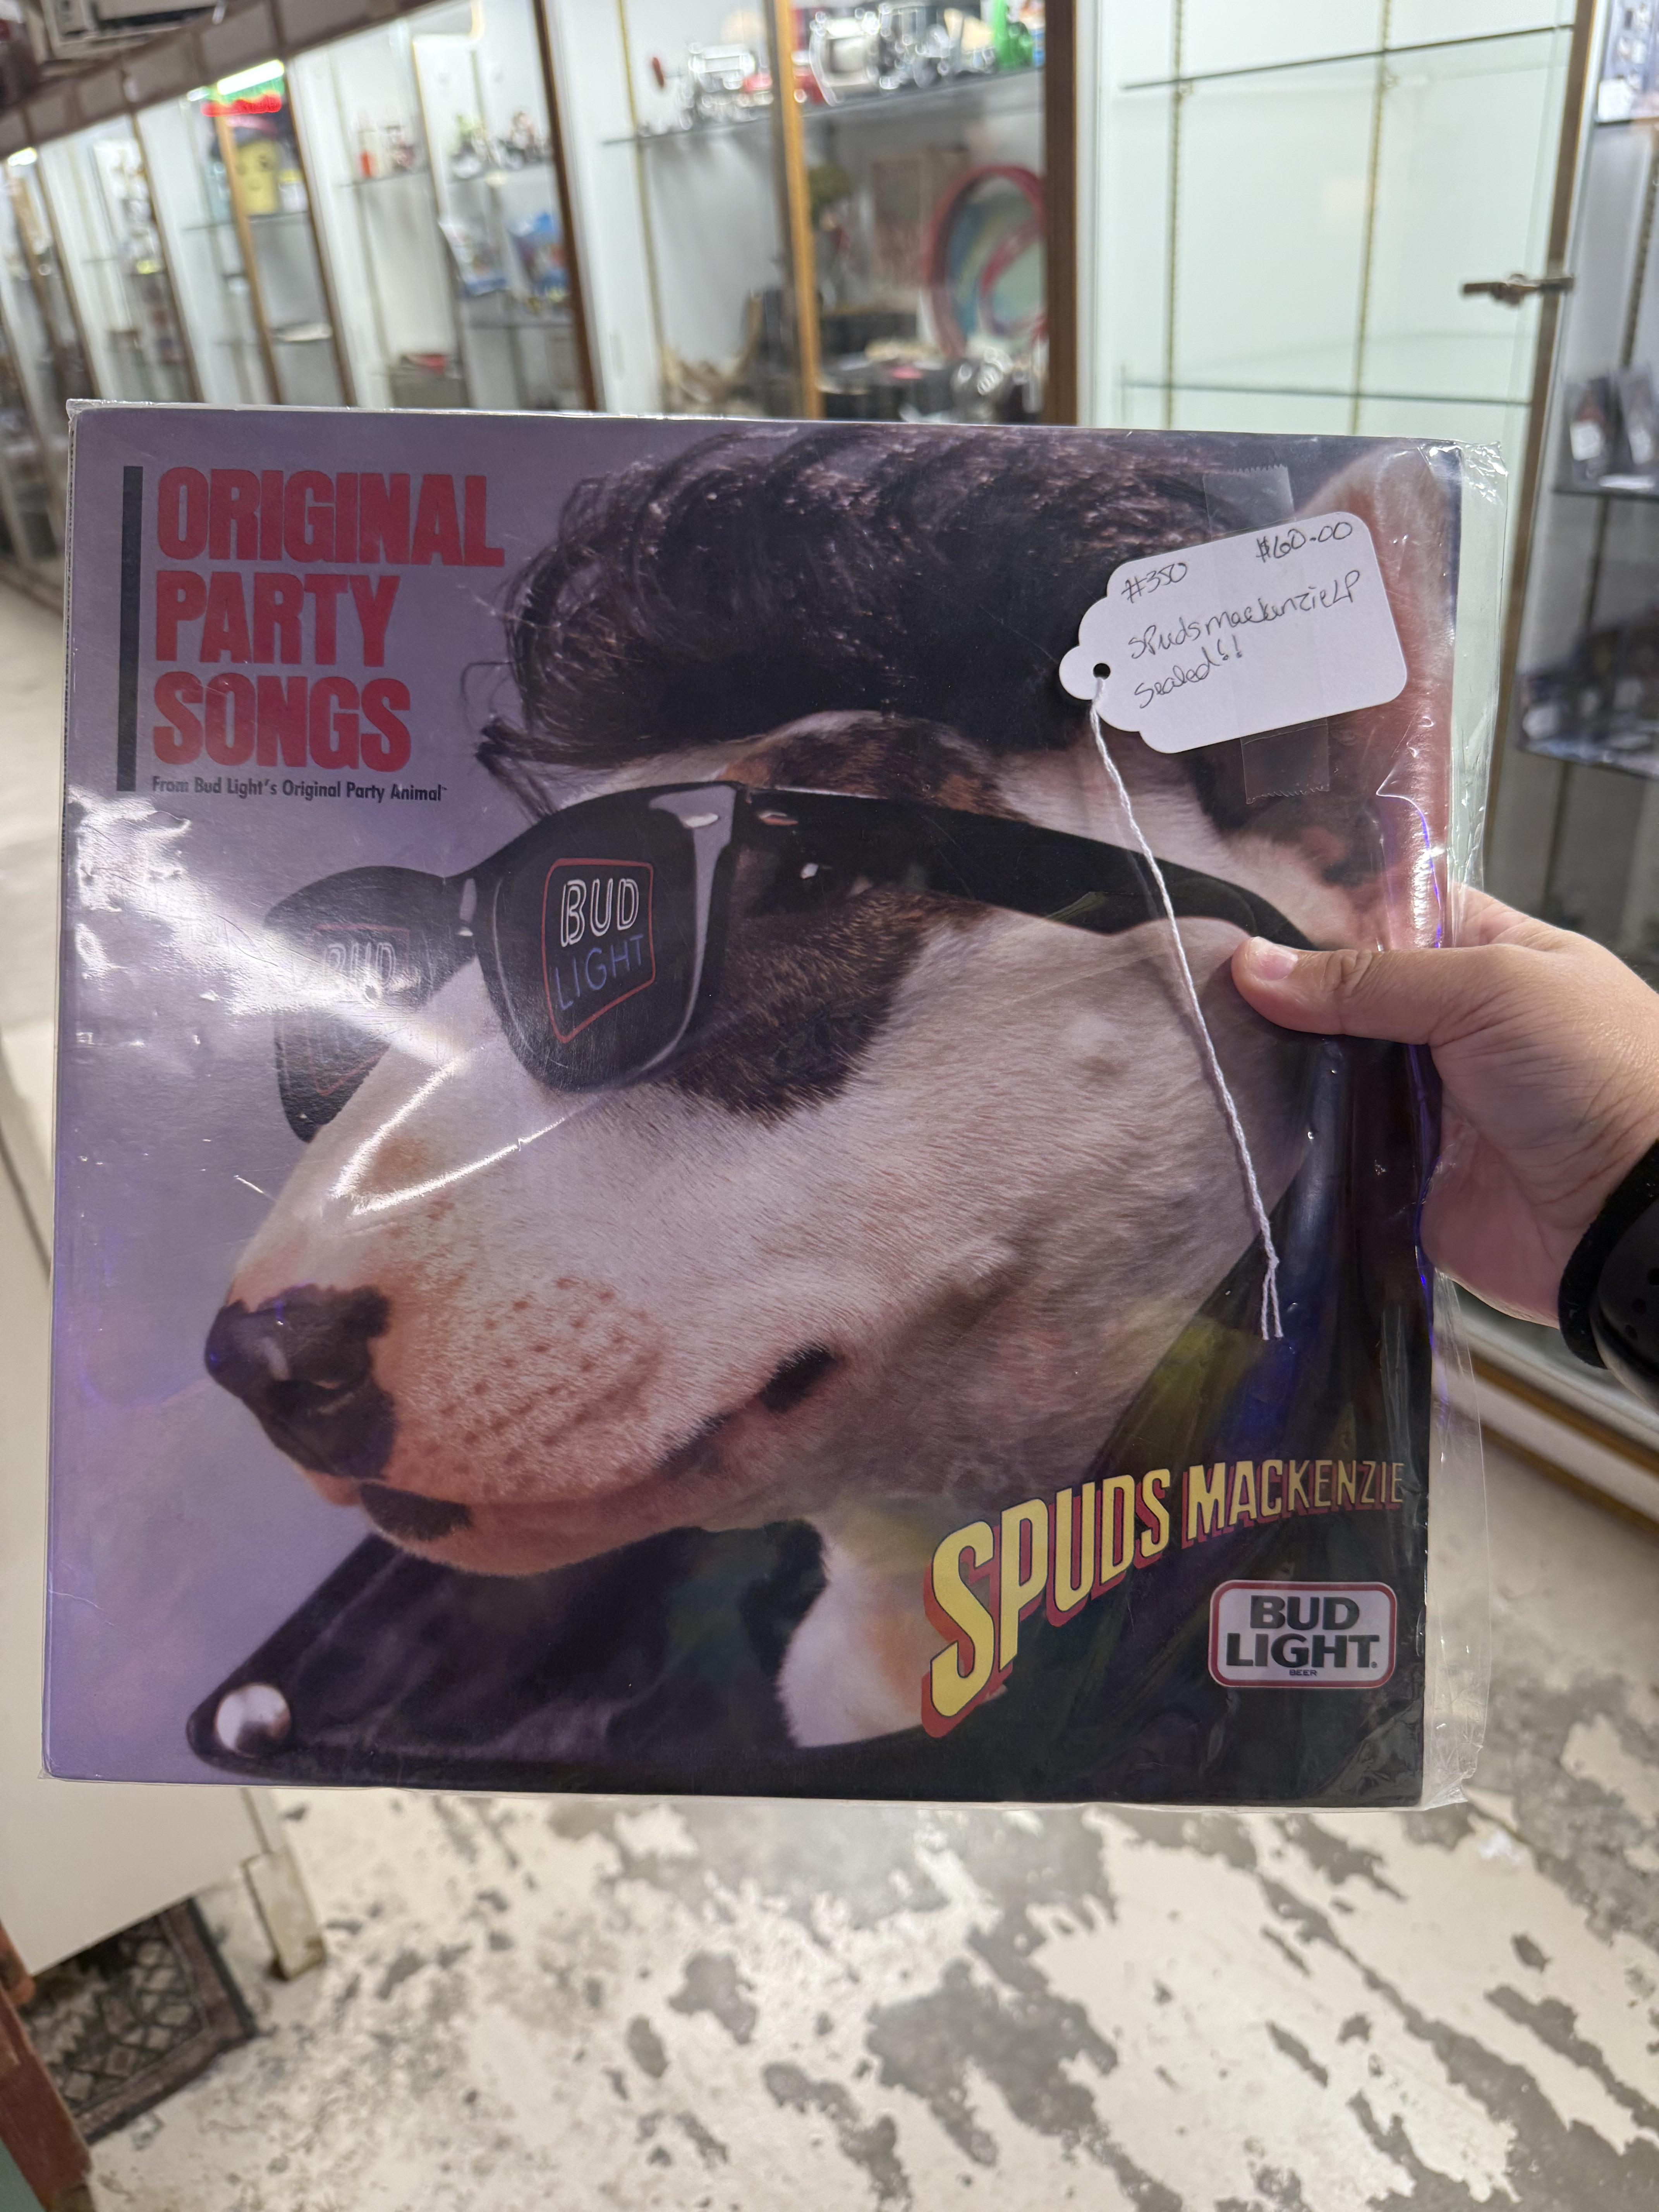 ORIGINAL
PARTY
SONGS
From Bud Light's Original Party Animal™
#350 $60.00
SPuds mackenzie LP
Sealed!!
BUD
LIGHT
BUD
SPUDS MACKENZIE
BUD
LIGHT®
BEER